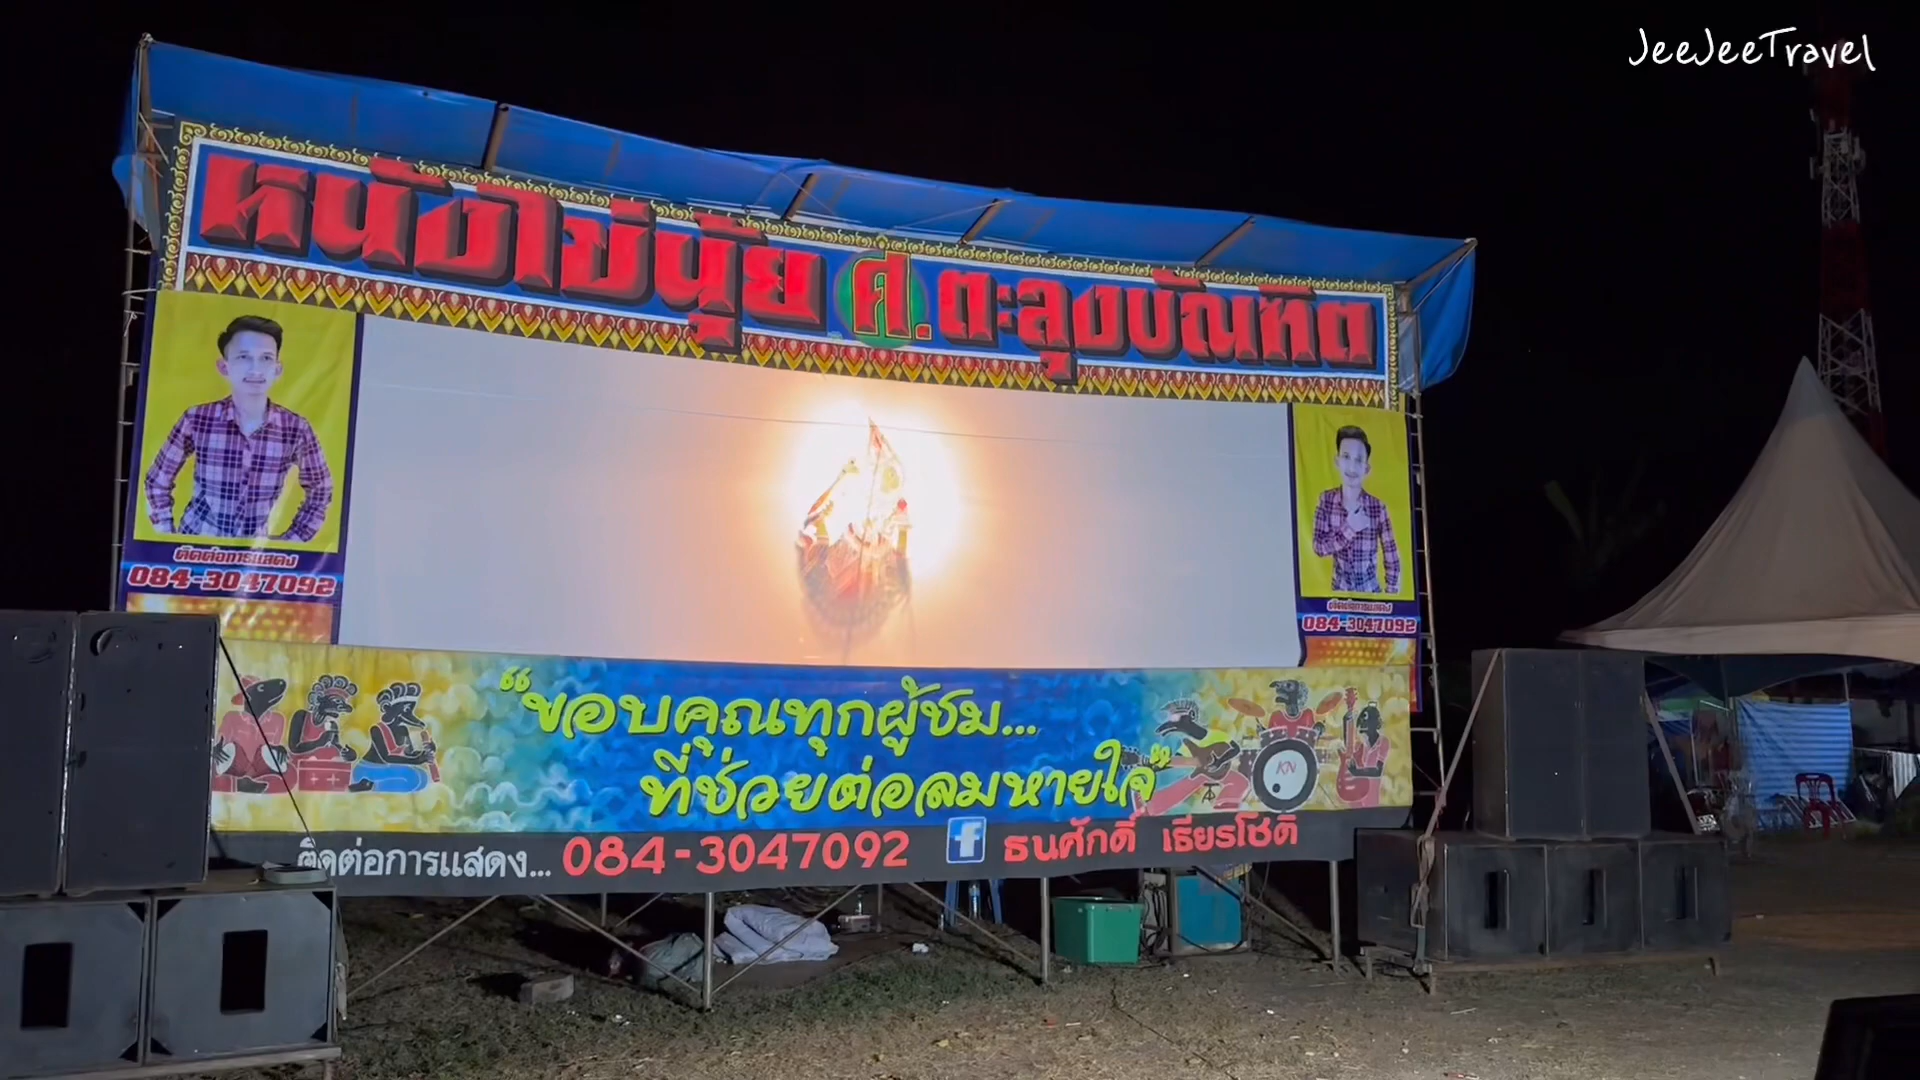 JeeJeeTravel
หนังไข่นุ้ย ศ. ตะลุงบัณฑิต
ติดต่อการแสดง
084-3047092
ติดต่อการแสดง
084-3047092
“ขอบคุณทุกผู้ชม...
ที่ช่วยต่อลมหายใจ”
KN
ติดต่อการแสดง... 084-3047092 f ธนศักดิ์ เธียรโชติ